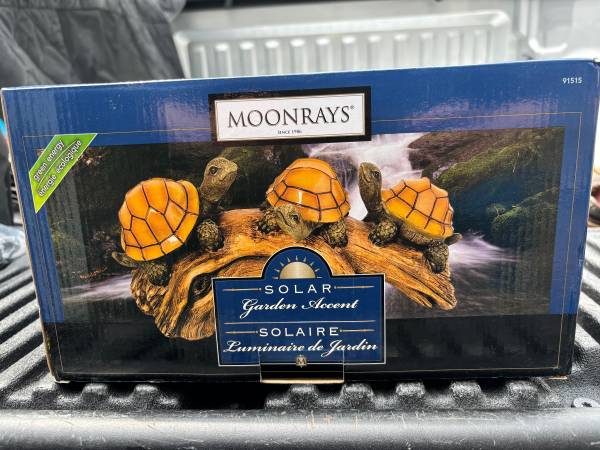 91515
MOONRAYS®
SINCE 1986
green energy
énergie écologique
SOLAR
Garden Accent
SOLAIRE
Luminaire de Jardin